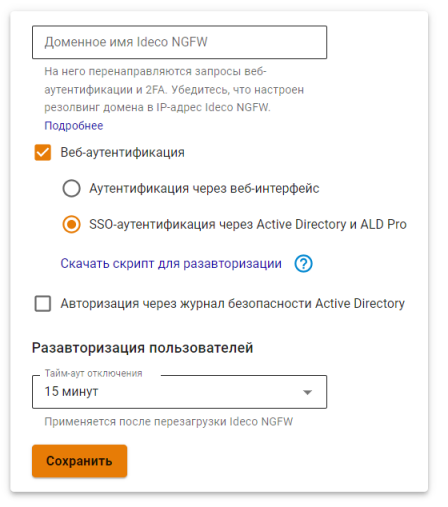 Доменное имя Ideco NGFW
На него перенаправляются запросы веб-
аутентификации и 2FA. Убедитесь, что настроен
резолвинг домена в IP-адрес Ideco NGFW.
Подробнее
Веб-аутентификация
Аутентификация через веб-интерфейс
SSO-аутентификация через Active Directory и ALD Pro
Скачать скрипт для разавторизации ?
Авторизация через журнал безопасности Active Directory
Разавторизация пользователей
Тайм-аут отключения
15 минут
Применяется после перезагрузки Ideco NGFW
Сохранить